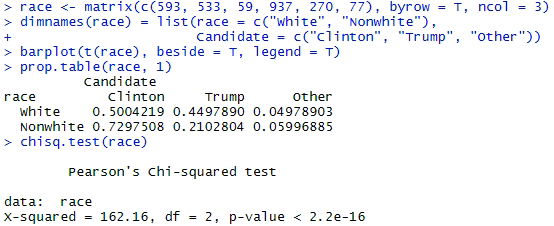 > race <- matrix(c(593, 533, 59, 937, 270, 77), byrow = T, ncol = 3)
> dimnames(race) = list(race = c("White", "Nonwhite"),
+                       Candidate = c("Clinton", "Trump", "Other"))
> barplot(t(race), beside = T, legend = T)
> prop.table(race, 1)
          Candidate
race         Clinton     Trump      Other
  White    0.5004219 0.4497890 0.04978903
  Nonwhite 0.7297508 0.2102804 0.05996885
> chisq.test(race)
        Pearson's Chi-squared test
data:  race
X-squared = 162.16, df = 2, p-value < 2.2e-16